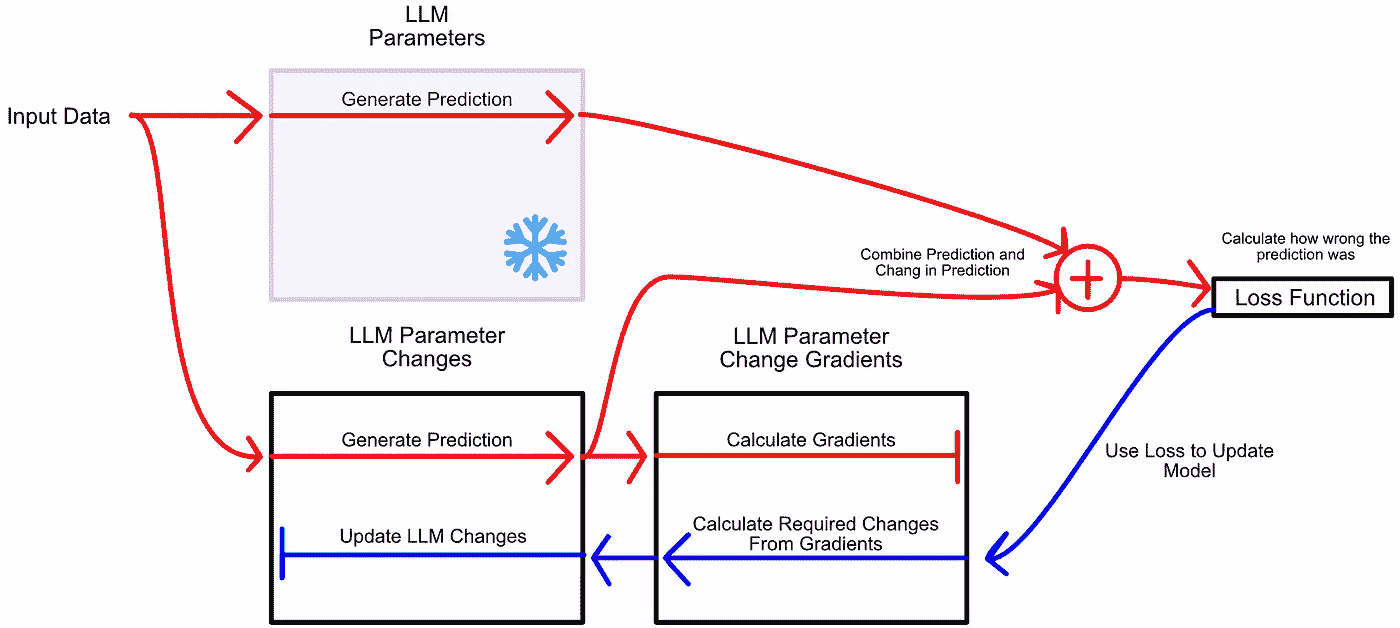 LLM
Parameters
Input Data
Generate Prediction
Combine Prediction and
Chang in Prediction
Calculate how wrong the
prediction was
Loss Function
LLM Parameter
Changes
LLM Parameter
Change Gradients
Generate Prediction
Calculate Gradients
Use Loss to Update
Model
Update LLM Changes
Calculate Required Changes
From Gradients